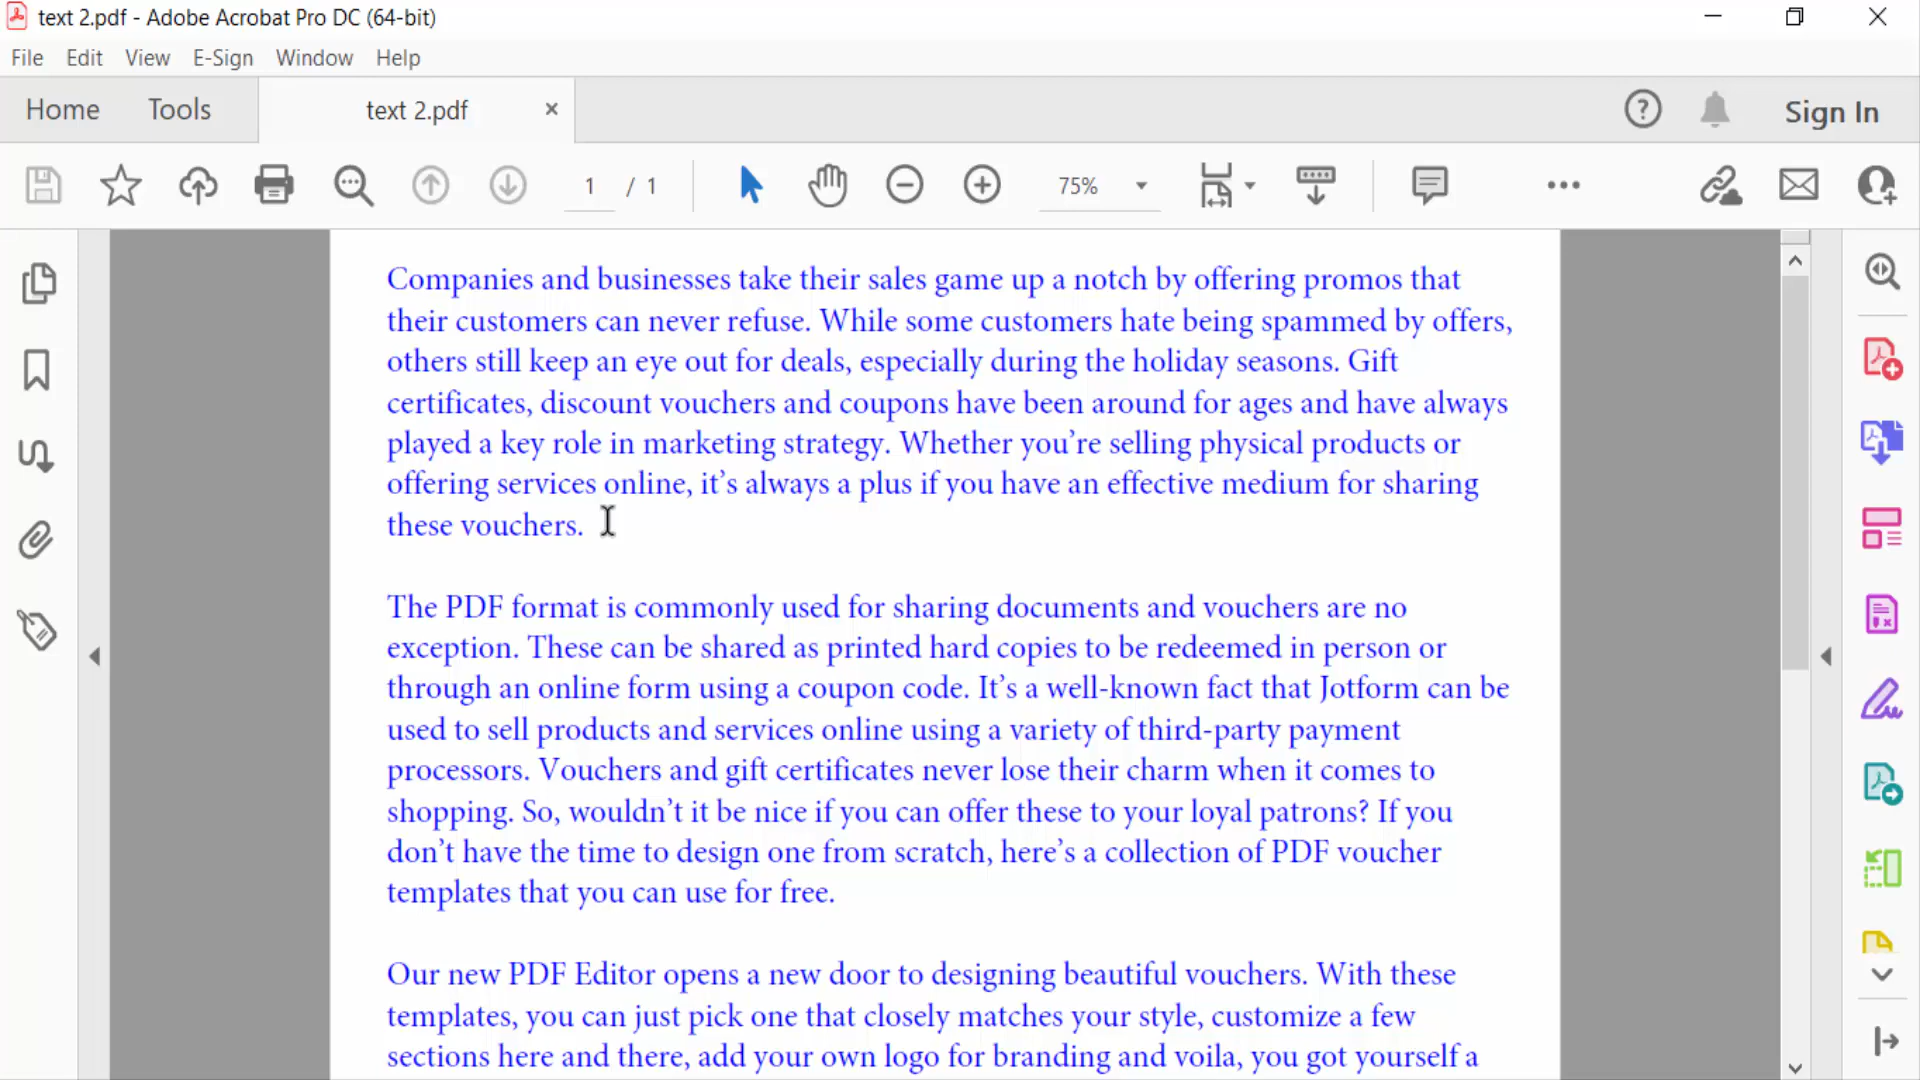 text 2.pdf - Adobe Acrobat Pro DC (64-bit)
File Edit View E-Sign Window Help
Home Tools text 2.pdf × Sign In
1 / 1 75%
Companies and businesses take their sales game up a notch by offering promos that
their customers can never refuse. While some customers hate being spammed by offers,
others still keep an eye out for deals, especially during the holiday seasons. Gift
certificates, discount vouchers and coupons have been around for ages and have always
played a key role in marketing strategy. Whether you’re selling physical products or
offering services online, it’s always a plus if you have an effective medium for sharing
these vouchers.
The PDF format is commonly used for sharing documents and vouchers are no
exception. These can be shared as printed hard copies to be redeemed in person or
through an online form using a coupon code. It’s a well-known fact that Jotform can be
used to sell products and services online using a variety of third-party payment
processors. Vouchers and gift certificates never lose their charm when it comes to
shopping. So, wouldn’t it be nice if you can offer these to your loyal patrons? If you
don’t have the time to design one from scratch, here’s a collection of PDF voucher
templates that you can use for free.
Our new PDF Editor opens a new door to designing beautiful vouchers. With these
templates, you can just pick one that closely matches your style, customize a few
sections here and there, add your own logo for branding and voila, you got yourself a